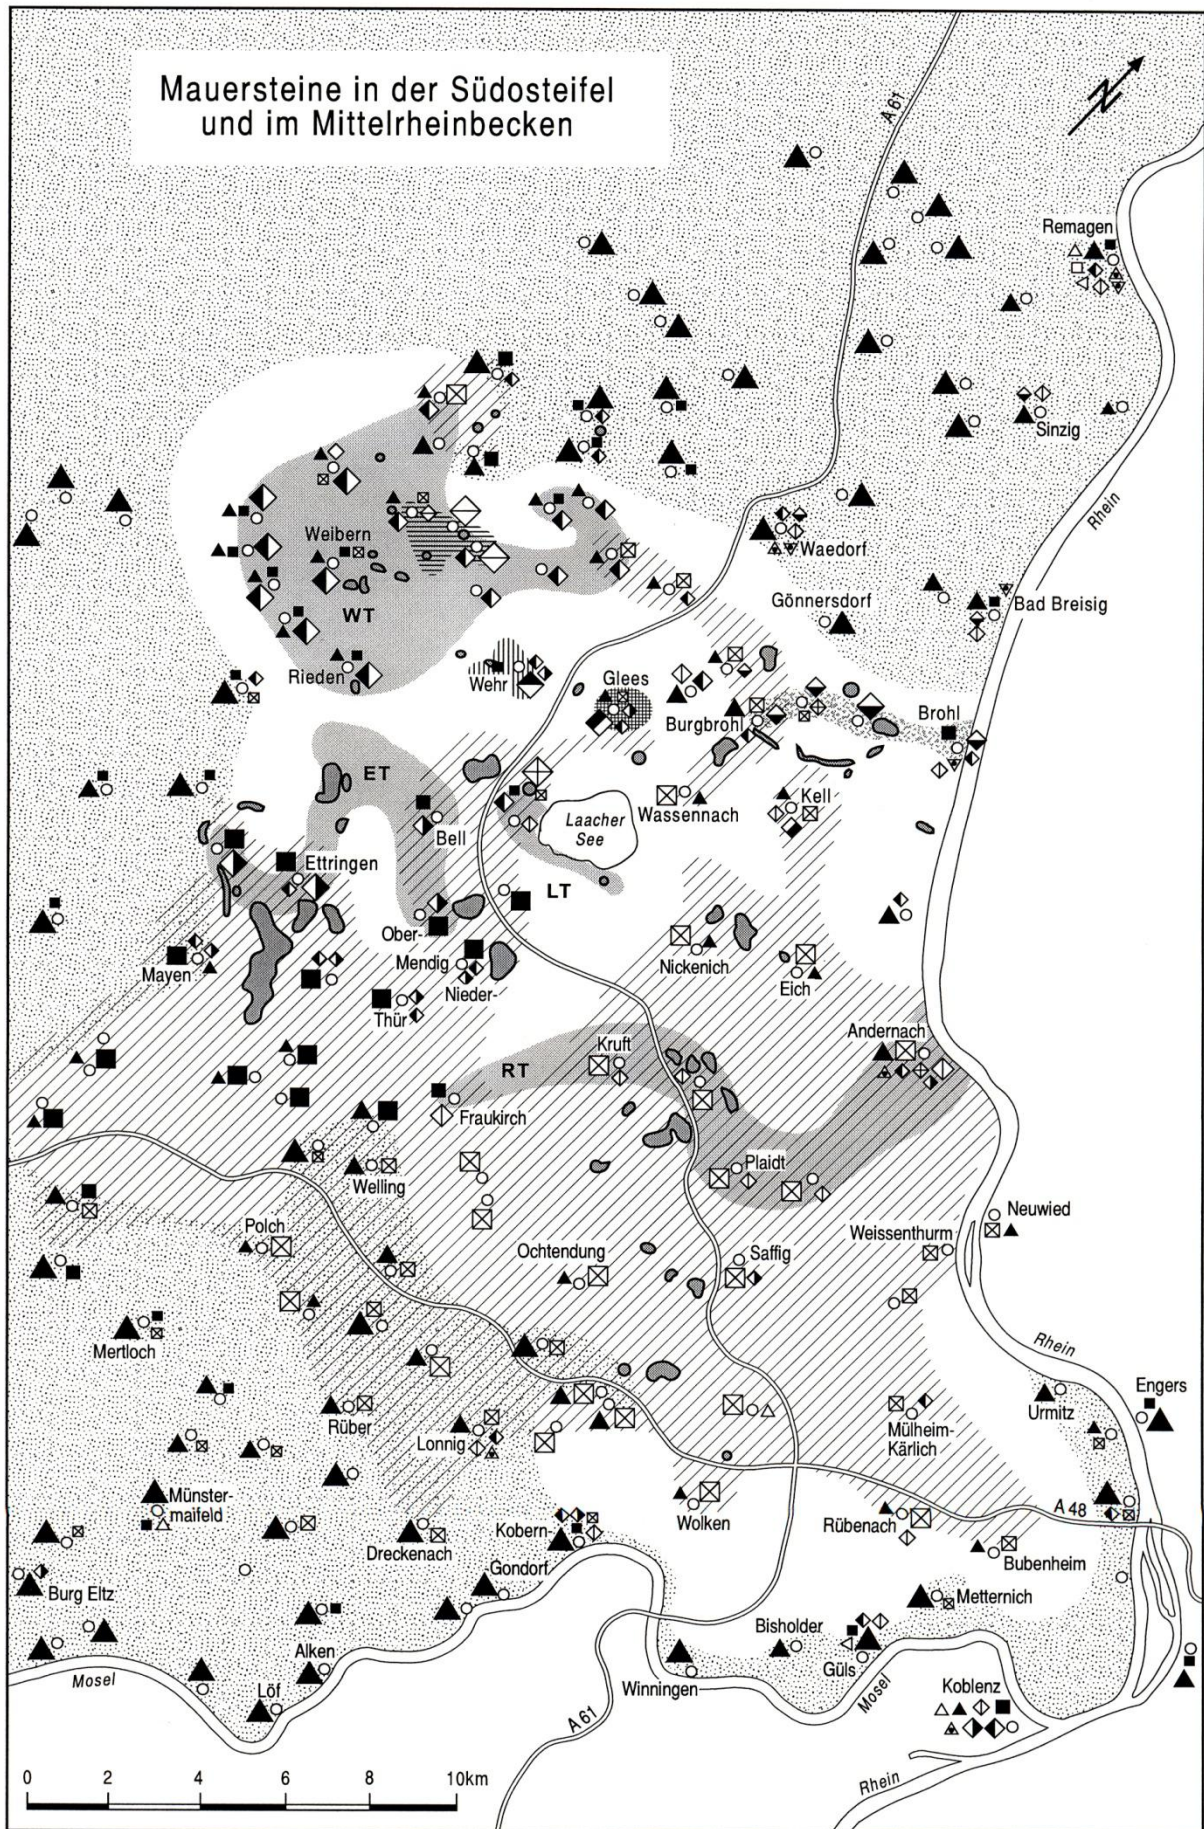 Mauersteine in der Südosteifel
und im Mittelrheinbecken
N
A 61
Remagen
Sinzig
Rhein
Weibern
Waedorf
WT
Gönnersdorf
Bad Breisig
Rieden
Wehr
Glees
Burgbrohl
Brohl
ET
Bell
Laacher
See
Wassennach
Kell
Ettringen
LT
Ober-
Mendig
Nieder-
Mayen
Nickenich
Eich
Thür
Kruft
Andernach
RT
Fraukirch
Plaidt
Welling
Polch
Ochtendung
Saffig
Weissenthurm
Neuwied
Mertloch
Rhein
Rüber
Lonnig
Mülheim-
Kärlich
Urmitz
Engers
Münster-
maifeld
Dreckenach
Kobern-
Gondorf
Wolken
Rübenach
A 48
Bubenheim
Burg Eltz
Metternich
Alken
Bisholder
Güls
Mosel
Löf
Winningen
Mosel
Koblenz
A 61
Rhein
0 2 4 6 8 10km